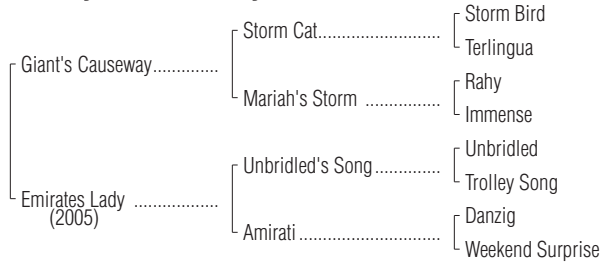 Storm Bird
Storm Cat........................
Terlingua
Giant's Causeway.............
Rahy
Mariah's Storm ...............
Immense
Unbridled
Unbridled's Song.............
Trolley Song
Emirates Lady .................
(2005)
Danzig
Amirati............................
Weekend Surprise